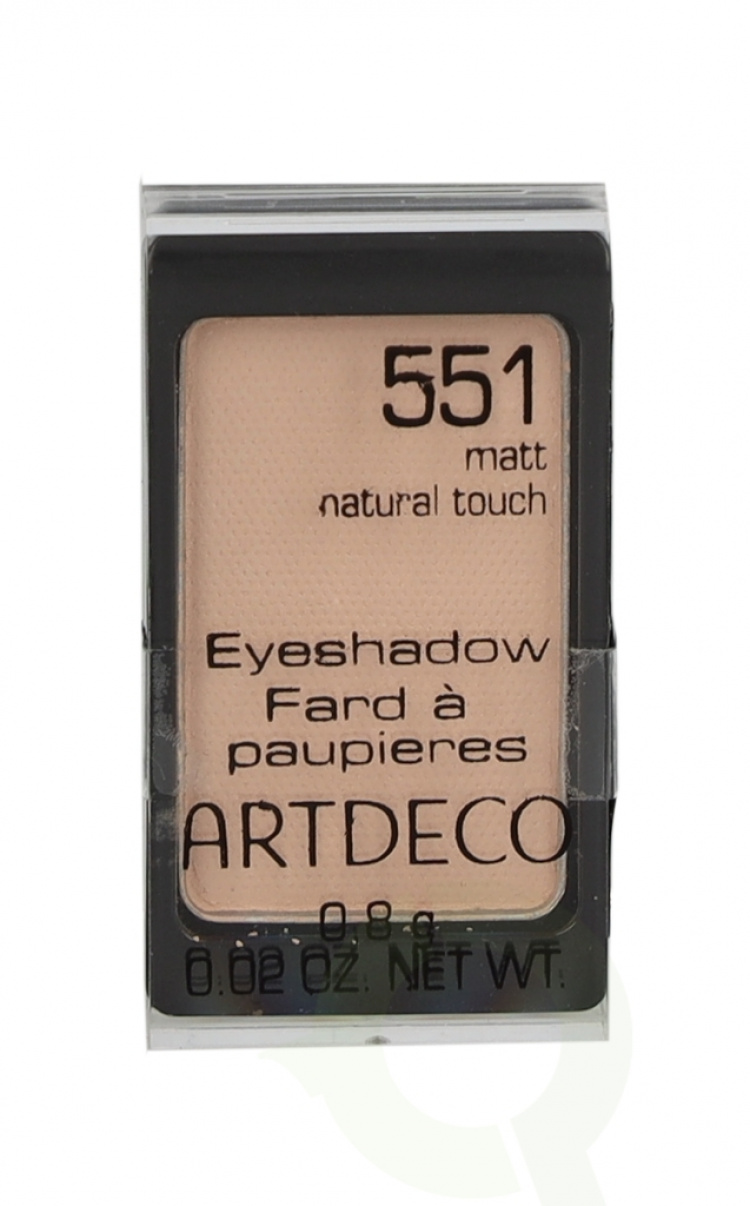 551
matt
natural touch
Eyeshadow
Fard à
paupieres
ARTDECO
0.8 g
0.02 OZ. NET WT.